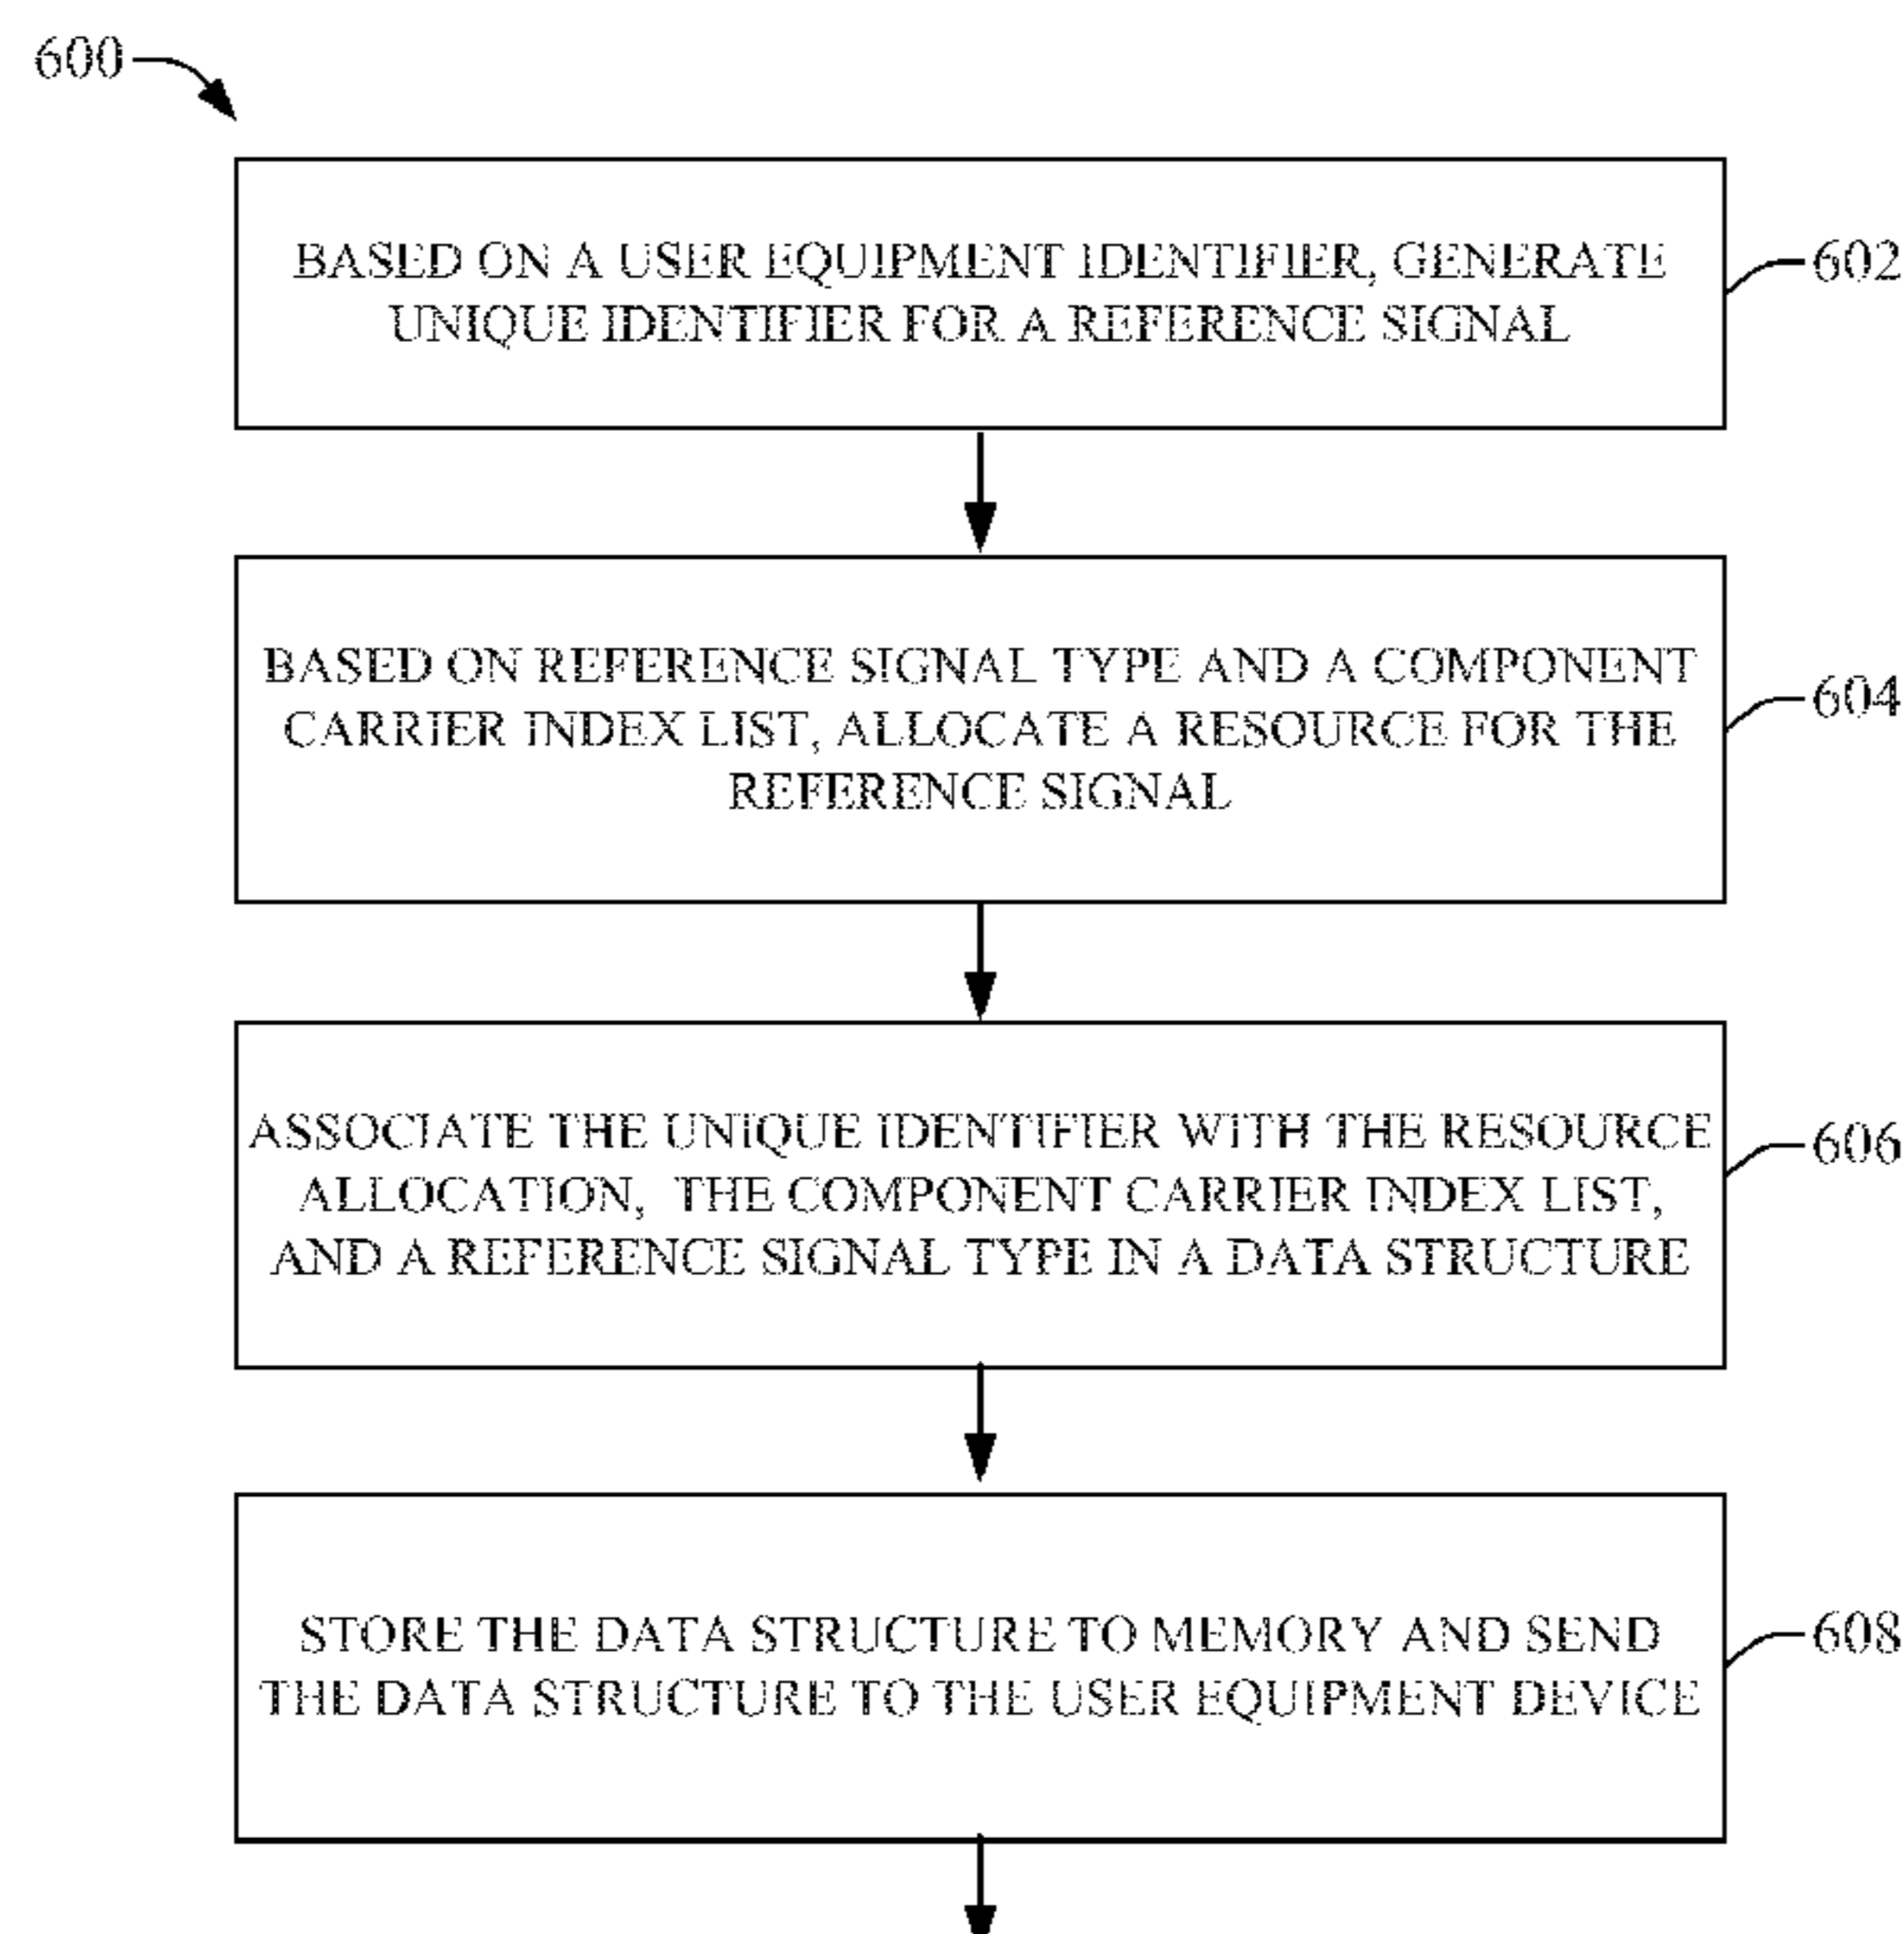 600
BASED ON A USER EQUIPMENT IDENTIFIER, GENERATE
UNIQUE IDENTIFIER FOR A REFERENCE SIGNAL
602
BASED ON REFERENCE SIGNAL TYPE AND A COMPONENT
CARRIER INDEX LIST, ALLOCATE A RESOURCE FOR THE
REFERENCE SIGNAL
604
ASSOCIATE THE UNIQUE IDENTIFIER WITH THE RESOURCE
ALLOCATION, THE COMPONENT CARRIER INDEX LIST,
AND A REFERENCE SIGNAL TYPE IN A DATA STRUCTURE
606
STORE THE DATA STRUCTURE TO MEMORY AND SEND
THE DATA STRUCTURE TO THE USER EQUIPMENT DEVICE
608